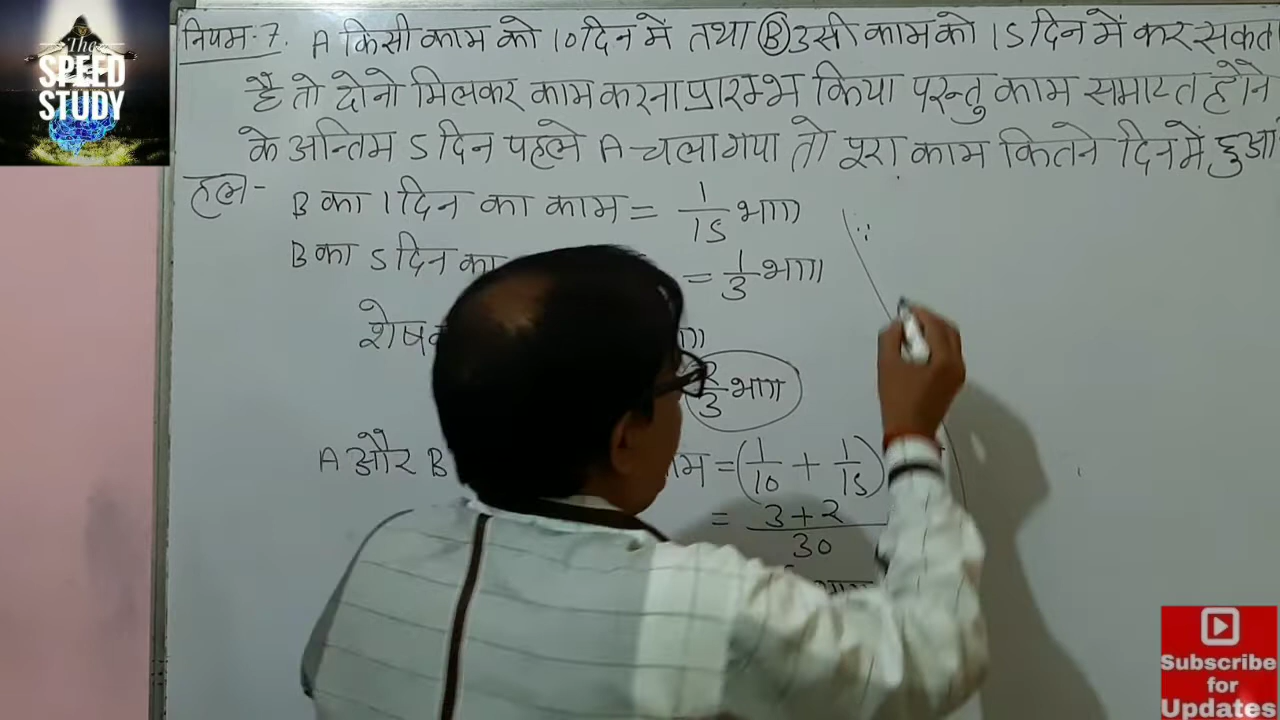 The
SPEED
STUDY
नियम-7. A किसी काम को 10 दिन में तथा B उसी काम को 15 दिन में कर सकता
है तो दोनो मिलकर काम करना प्रारम्भ किया परन्तु काम समाप्त होने
के अन्तिम 5 दिन पहले A चला गया तो पूरा काम कितने दिन में हुआ
हल-
B का 1 दिन का काम = 1/15 भाग
B का 5 दिन का = 1/3 भाग
शेष
2/3 भाग
A और B = (1/10 + 1/15)
= 3+2/30
Subscribe
for
Updates